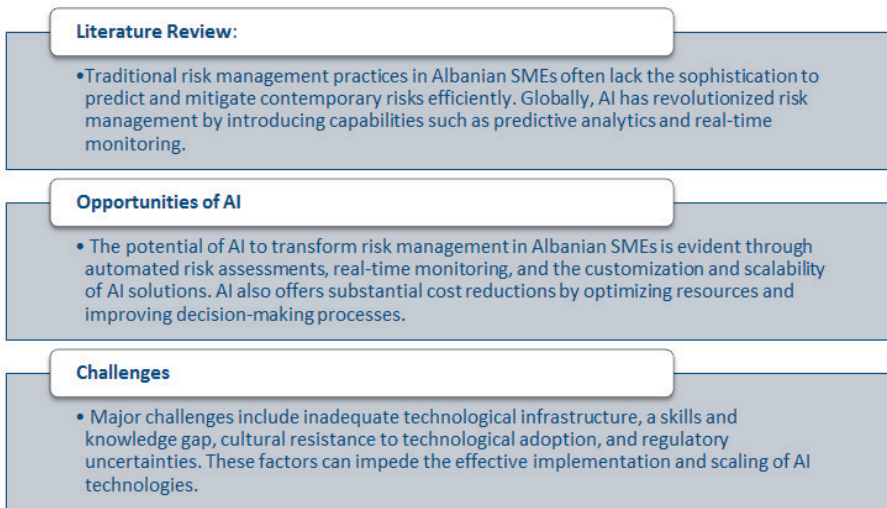 Literature Review:
•Traditional risk management practices in Albanian SMEs often lack the sophistication to
predict and mitigate contemporary risks efficiently. Globally, AI has revolutionized risk
management by introducing capabilities such as predictive analytics and real-time
monitoring.
Opportunities of AI
• The potential of AI to transform risk management in Albanian SMEs is evident through
automated risk assessments, real-time monitoring, and the customization and scalability
of AI solutions. AI also offers substantial cost reductions by optimizing resources and
improving decision-making processes.
Challenges
• Major challenges include inadequate technological infrastructure, a skills and
knowledge gap, cultural resistance to technological adoption, and regulatory
uncertainties. These factors can impede the effective implementation and scaling of AI
technologies.